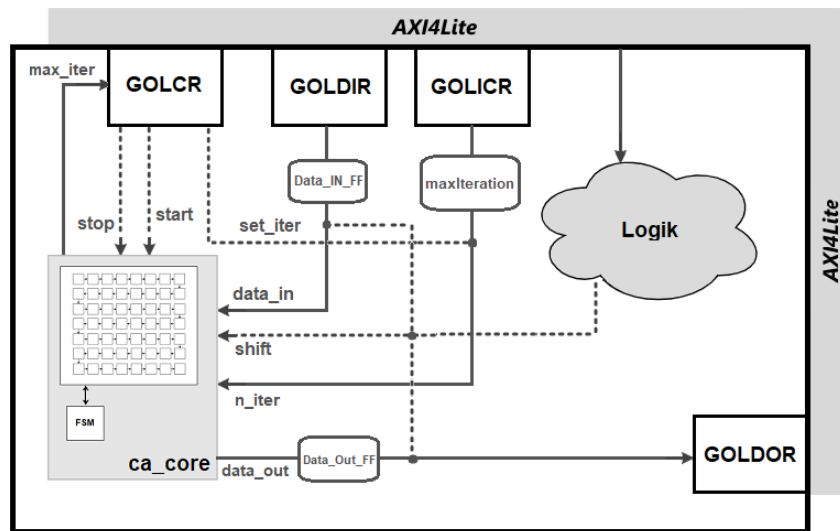 AXI4Lite
max_iter
GOLCR
GOLDIR
GOLICR
Data_IN_FF
maxIteration
stop
start
set_iter
Logik
AXI4Lite
data_in
shift
n_iter
FSM
ca_core
data_out
Data_Out_FF
GOLDOR